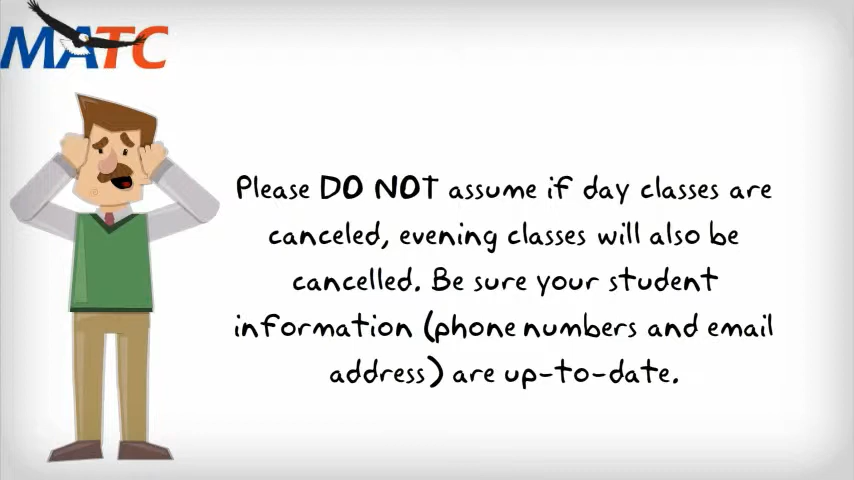 MATC
Please DO NOT assume if day classes are
canceled, evening classes will also be
cancelled. Be sure your student
information (phone numbers and email
address) are up-to-date.